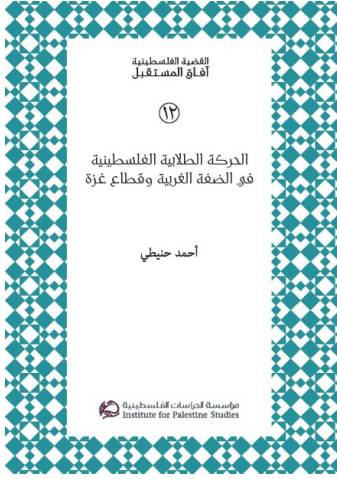 القضية الفلسطينية
آفاق المستقبل
١٢
الحركة الطلابية الفلسطينية
في الضفة الغربية وقطاع غزة
أحمد حنيطي
مؤسسة الدراسات الفلسطينية
Institute for Palestine Studies